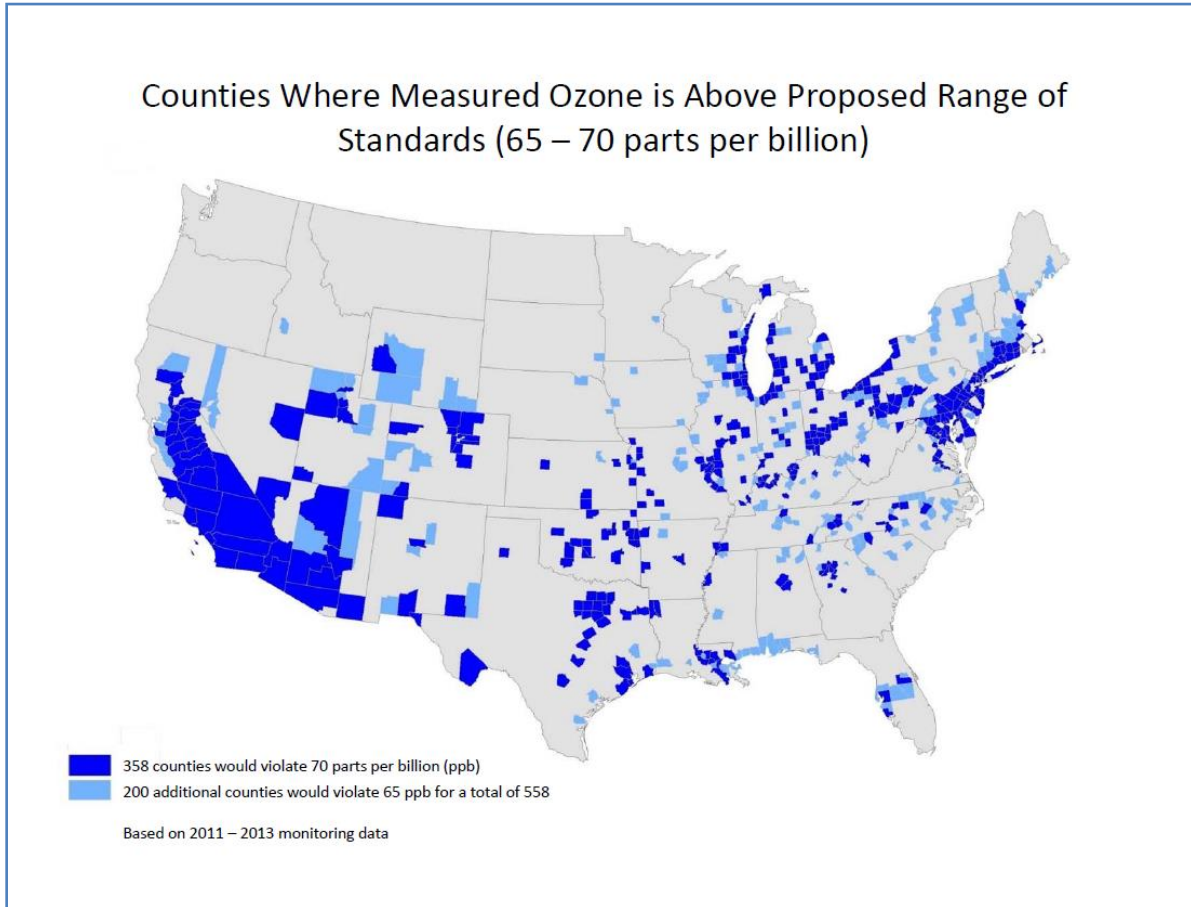 Counties Where Measured Ozone is Above Proposed Range of
Standards (65 – 70 parts per billion)
358 counties would violate 70 parts per billion (ppb)
200 additional counties would violate 65 ppb for a total of 558
Based on 2011 – 2013 monitoring data